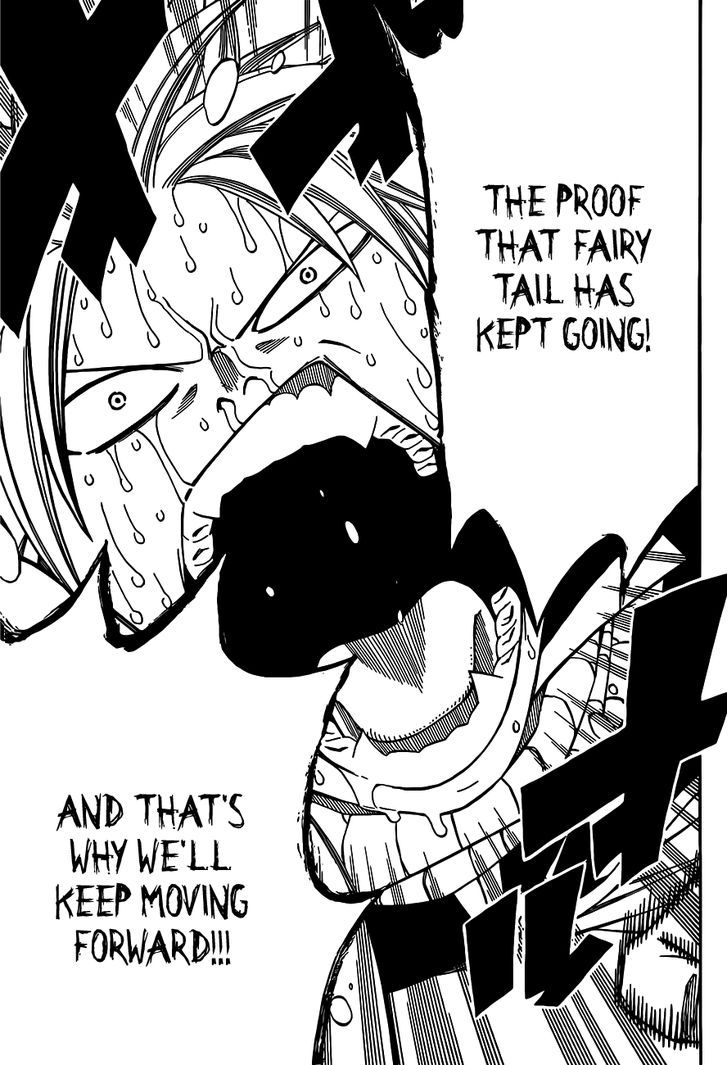 THE PROOF
THAT FAIRY
TAIL HAS
KEPT GOING!
AND THAT'S
WHY WE'LL
KEEP MOVING
FORWARD!!!